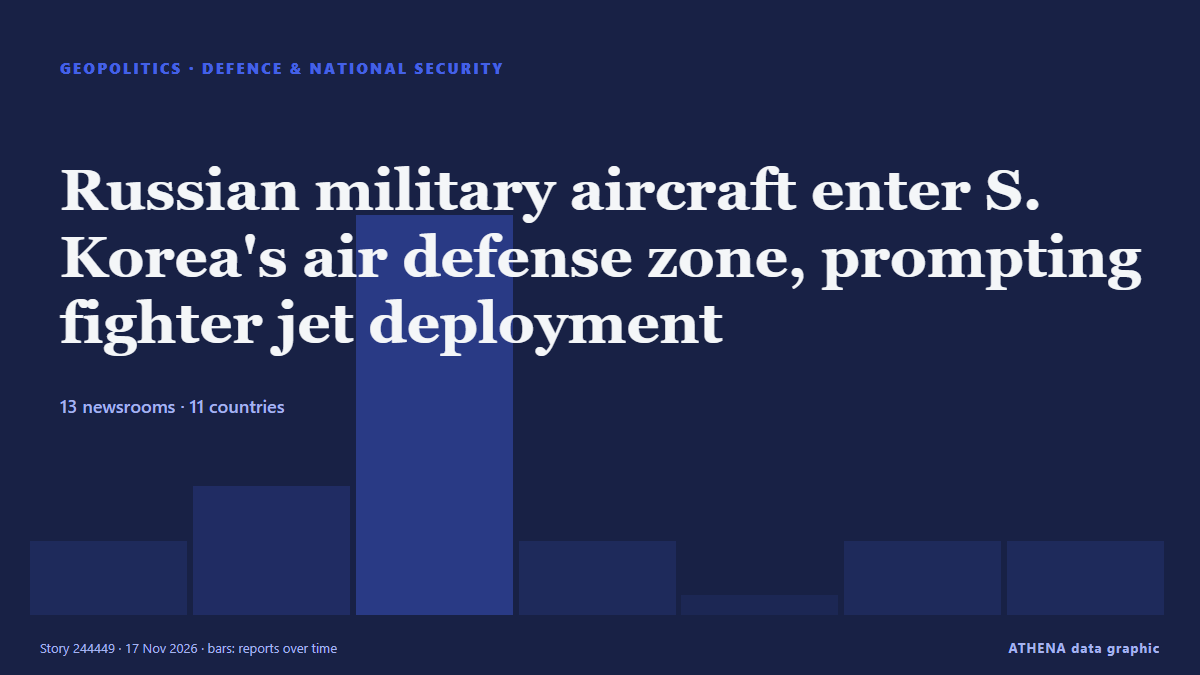 GEOPOLITICS · DEFENCE & NATIONAL SECURITY
Russian military aircraft enter S.
Korea's air defense zone, prompting
fighter jet deployment
13 newsrooms · 11 countries
Story 244449 · 17 Nov 2026 · bars: reports over time
ATHENA data graphic